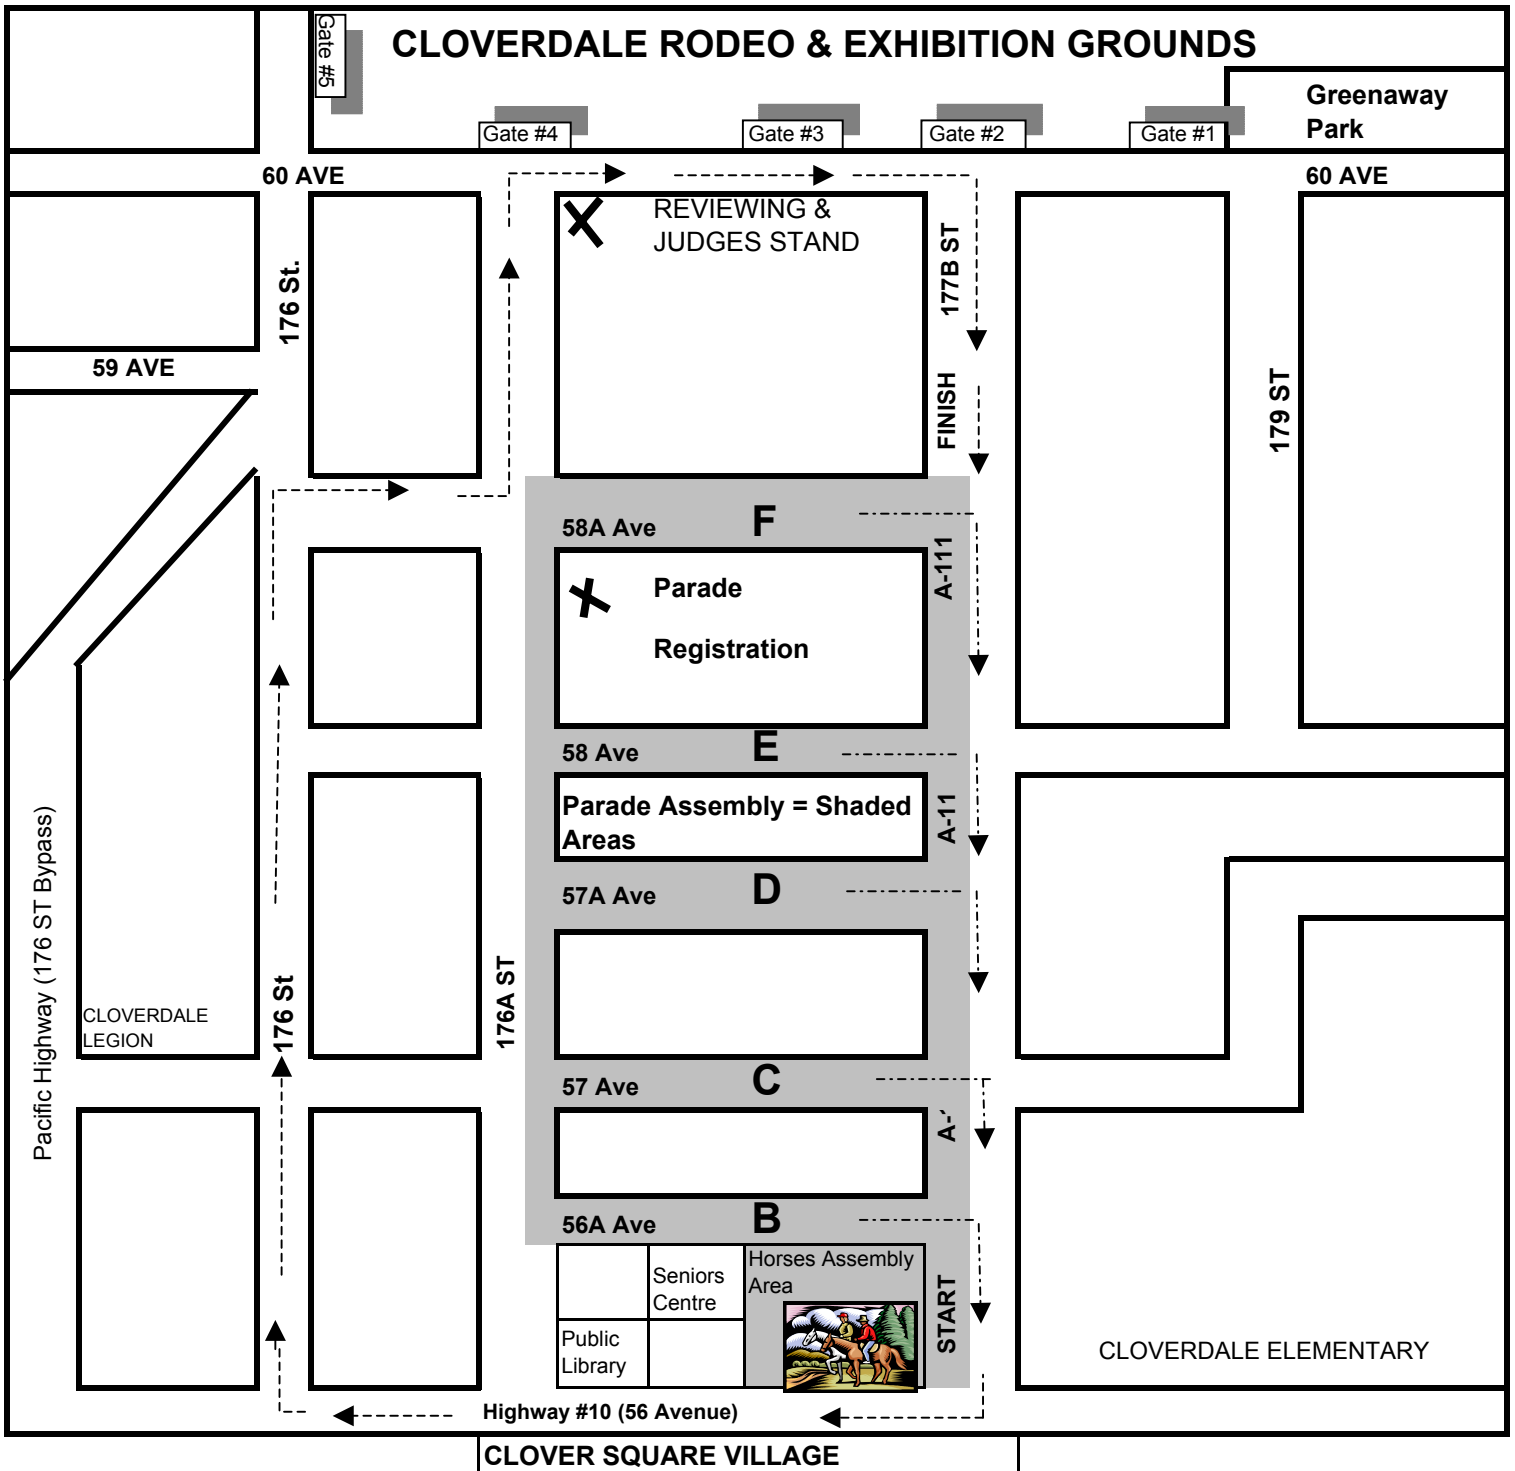 Gate #5
CLOVERDALE RODEO & EXHIBITION GROUNDS
Greenaway
Park
Gate #4
Gate #3
Gate #2
Gate #1
60 AVE
60 AVE
REVIEWING &
JUDGES STAND
177B ST
176 St.
59 AVE
FINISH
179 ST
58A Ave
F
A-111
Parade
Registration
58 Ave
E
Parade Assembly = Shaded
Areas
A-11
57A Ave
D
Pacific Highway (176 ST Bypass)
176 St
176A ST
CLOVERDALE
LEGION
57 Ave
C
A-
56A Ave
B
Horses Assembly
Area
Seniors
Centre
START
Public
Library
CLOVERDALE ELEMENTARY
Highway #10 (56 Avenue)
CLOVER SQUARE VILLAGE